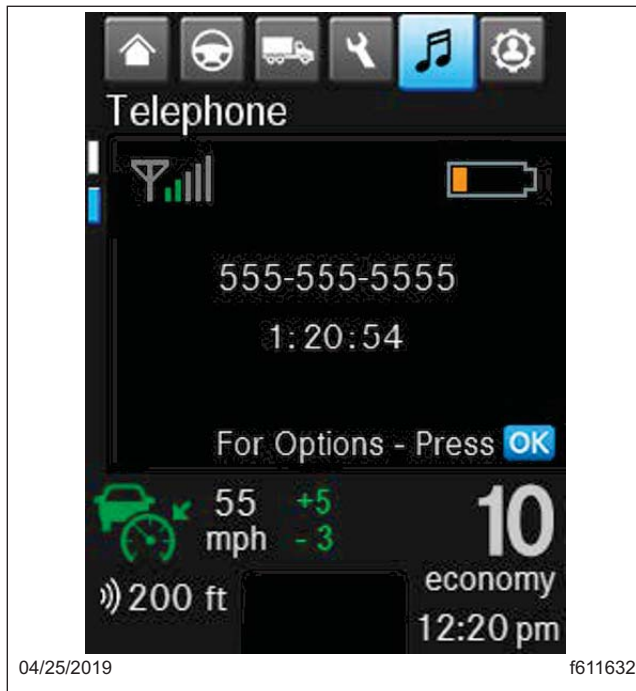 Telephone
555-555-5555
1:20:54
For Options - Press OK
55 +5
mph - 3
10
economy
200 ft
12:20 pm
04/25/2019 f611632